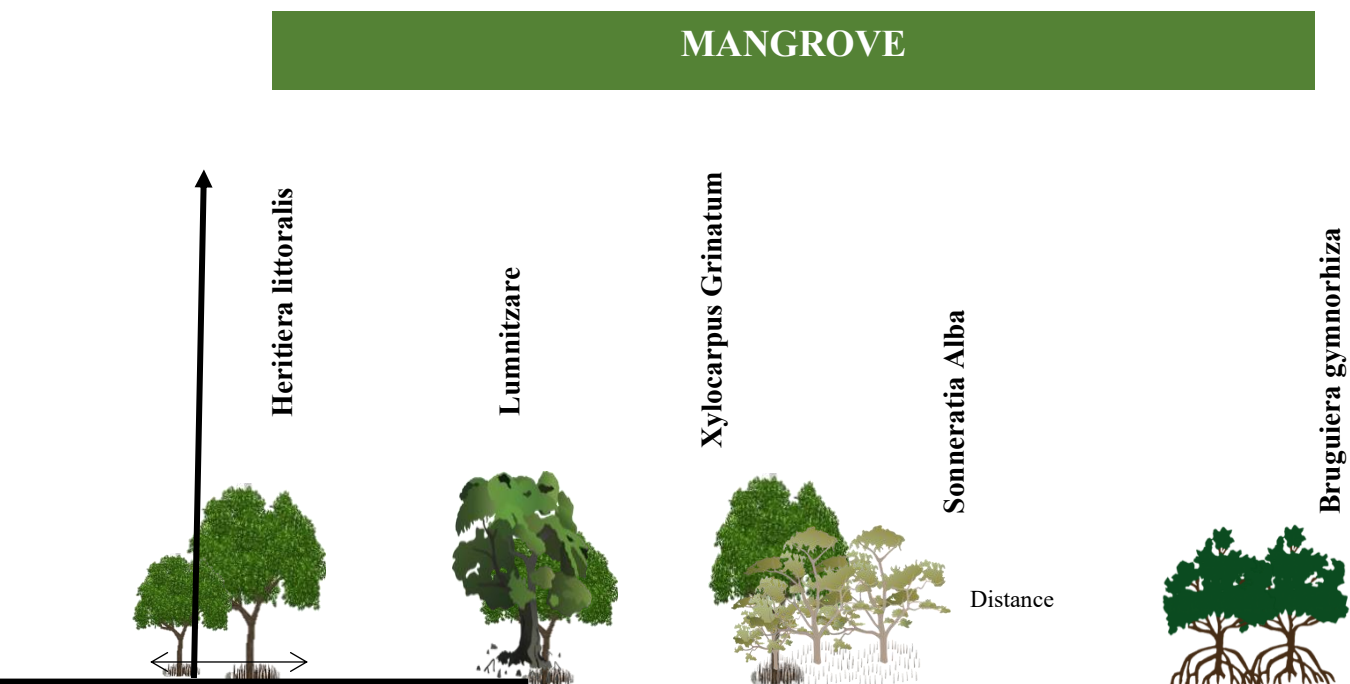 MANGROVE
Heritiera littoralis
Lumnitzare
Xylocarpus Grinatum
Sonneratia Alba
Bruguiera gymnorhiza
Distance